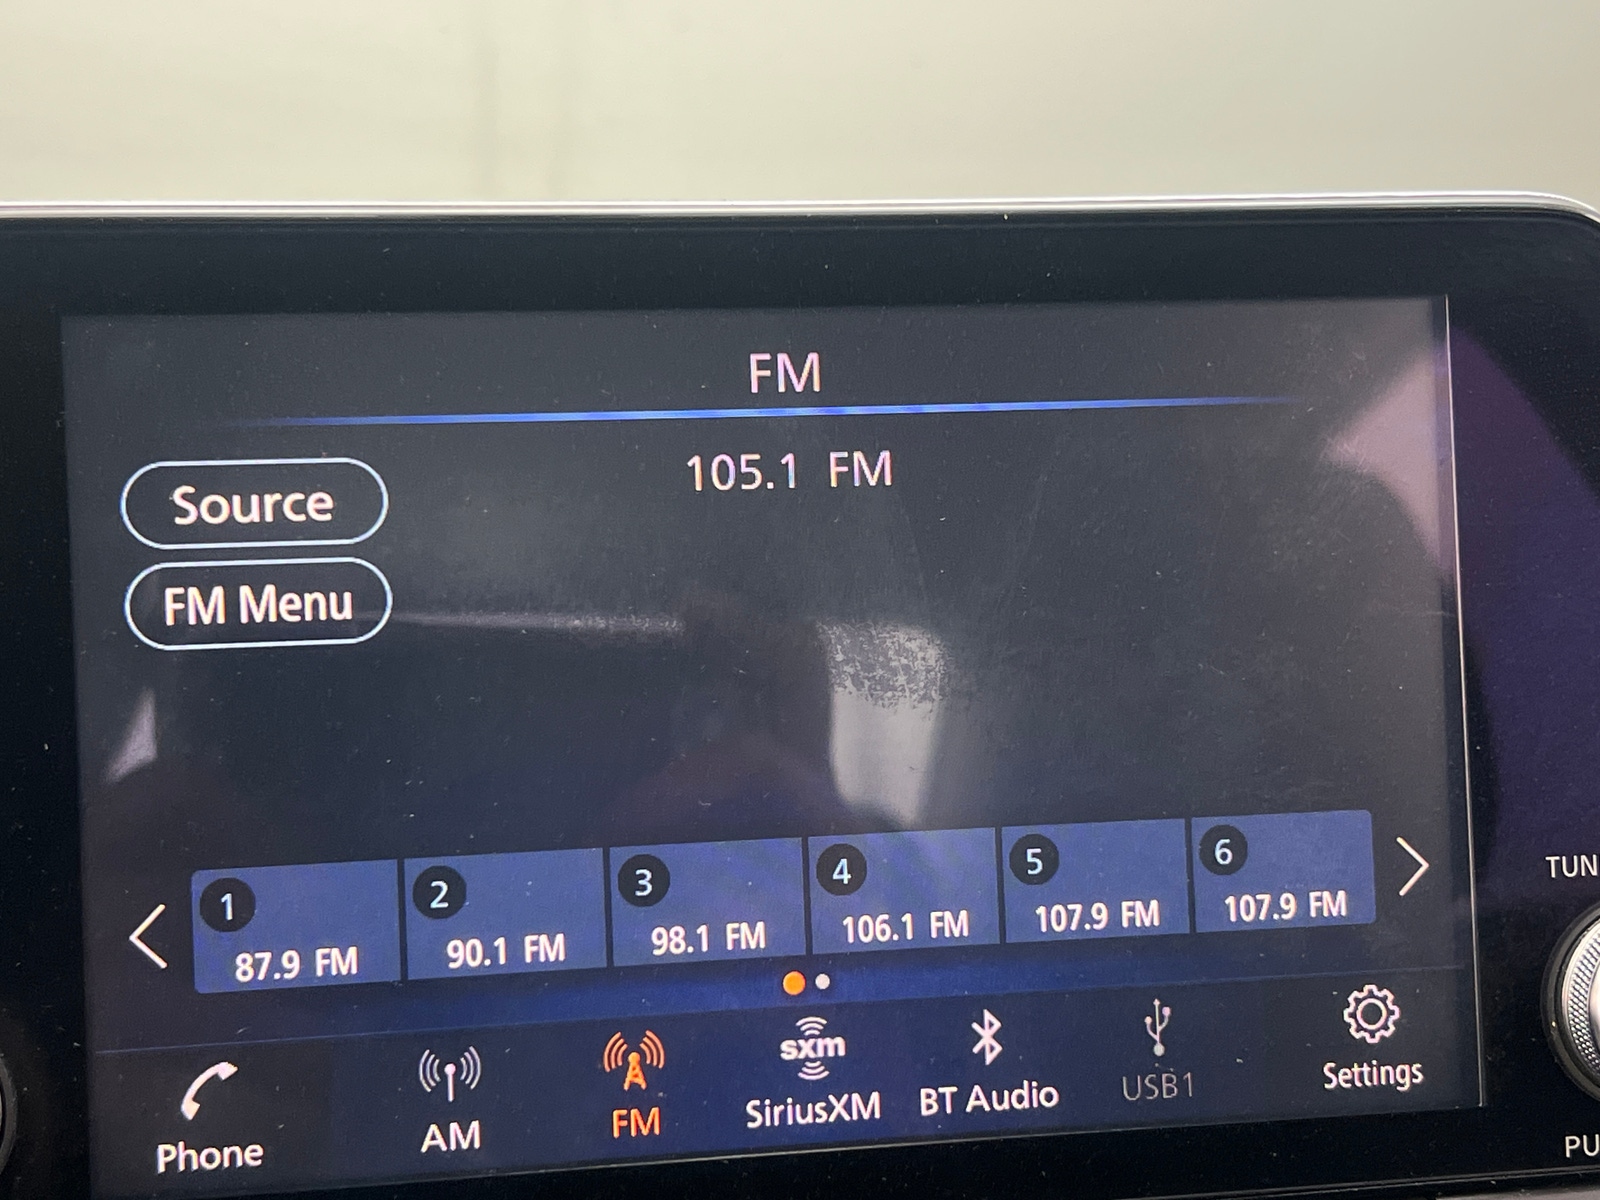 FM
105.1 FM
Source
FM Menu
1 2 3 4 5 6
87.9 FM 90.1 FM 98.1 FM 106.1 FM 107.9 FM 107.9 FM
sxm
Phone AM FM SiriusXM BT Audio USB1 Settings
TUN
PU